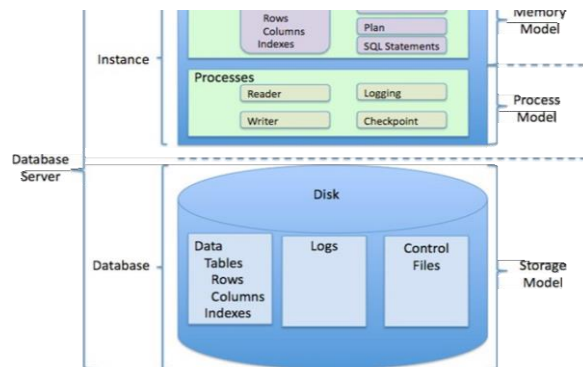 Rows
Columns
Indexes
Plan
SQL Statements
Memory
Model
Instance
Processes
Reader
Logging
Writer
Checkpoint
Process
Model
Database
Server
Disk
Data
Tables
Rows
Columns
Indexes
Logs
Control
Files
Database
Storage
Model